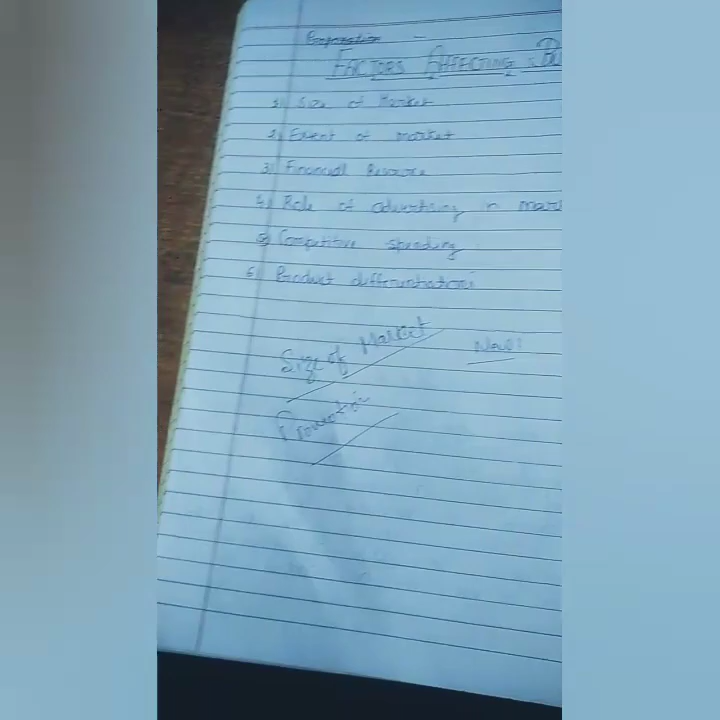 FACTORS AFFECTING
1) Size of Market
2) Extent of market
3) Financial Resource
4) Role of advertising in
5) Competitive spending
6) Product differentiation
Size of Market
Promotion